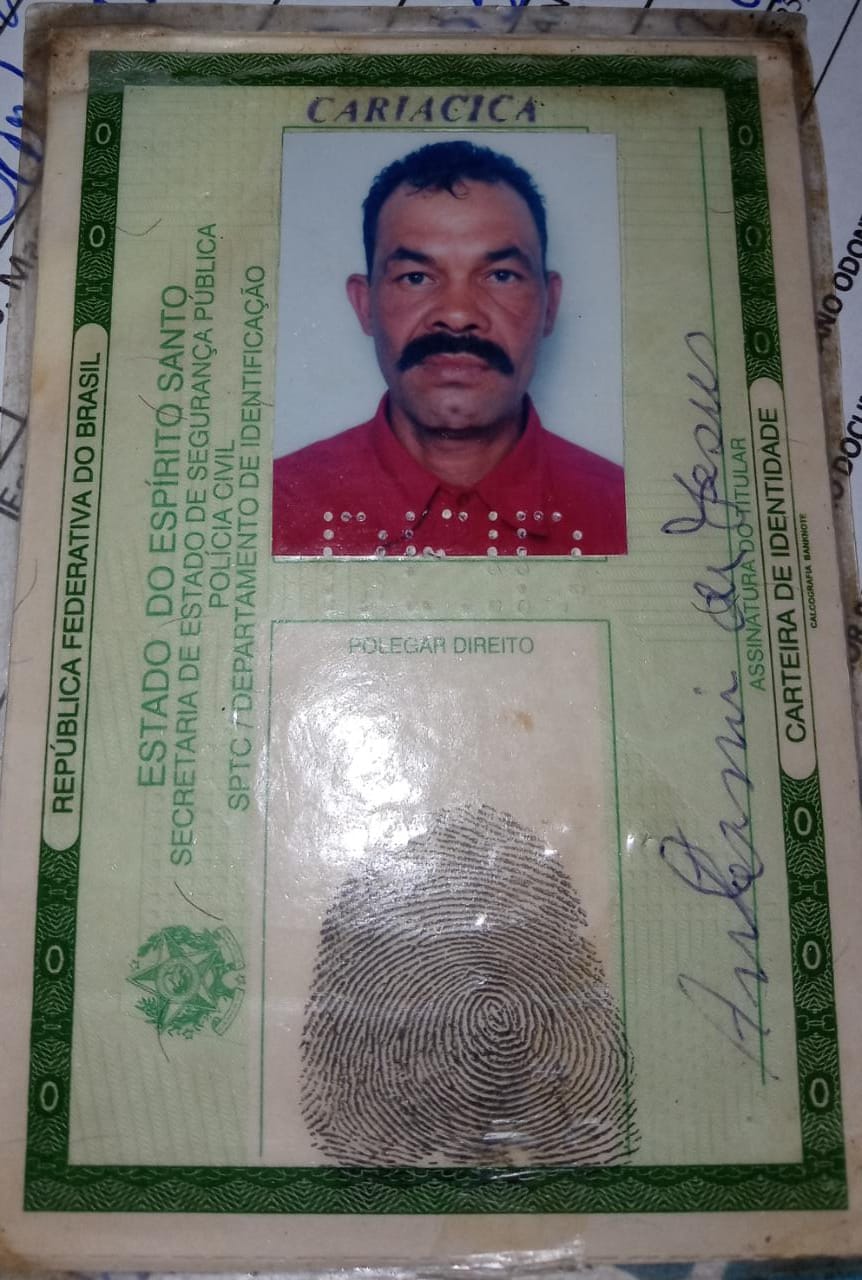 CARIACICA
REPÚBLICA FEDERATIVA DO BRASIL
ESTADO DO ESPÍRITO SANTO
SECRETARIA DE ESTADO DE SEGURANÇA PÚBLICA
POLÍCIA CIVIL
SPTC / DEPARTAMENTO DE IDENTIFICAÇÃO
POLEGAR DIREITO
de Jesus
ASSINATURA DO TITULAR
CARTEIRA DE IDENTIDADE
CALCOGRAFIA BANKNOTE